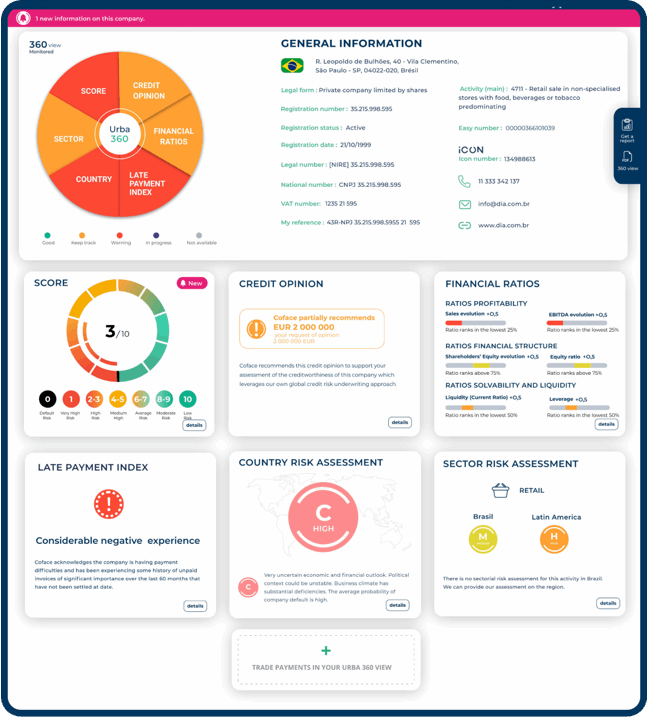 1 new information on this company.
360 view
Monitored
SCORE
CREDIT
OPINION
FINANCIAL
RATIOS
LATE
PAYMENT
INDEX
COUNTRY
SECTOR
Urba
360
Good
Keep track
Warning
In progress
Not available
GENERAL INFORMATION
R. Leopoldo de Bulhões, 40 - Vila Clementino,
São Paulo - SP, 04022-020, Brésil
Legal form : Private company limited by shares
Registration number : 35.215.998.595
Registration status : Active
Registration date : 21/10/1999
Legal number : [NIRE] 35.215.998.595
National number : CNPJ 35.218.998.595
VAT number: 1235 21 595
My reference : 43R-NPJ 35.215.998.5955 21 595
Activity (main) : 4711 - Retail sale in non-specialised
stores with food, beverages or tobacco
predominating
Easy number : 00000366101039
iCON
Icon number : 134988613
11 333 342 137
info@dia.com.br
www.dia.com.br
Get a
report
PDF
360 view
SCORE
New
3/10
0
1
2-3
4-5
6-7
8-9
10
Default
Risk
Very High
Risk
High
Risk
Medium
High
Average
Risk
Moderate
Risk
Low
Risk
details
CREDIT OPINION
Coface partially recommends
EUR 2 000 000
your request of opinion:
2 000 000 EUR
Coface recommends this credit opinion to support your
assessment of the creditworthiness of this company which
leverages our own global credit risk underwriting approach.
details
FINANCIAL RATIOS
RATIOS PROFITABILITY
Sales evolution +0,5
EBITDA evolution +0,5
Ratio ranks in the lowest 25%
Ratio ranks in the lowest 25%
RATIOS FINANCIAL STRUCTURE
Shareholders' Equity evolution +0,5
Equity ratio +0,5
Ratio ranks above 75%
Ratio ranks above 75%
RATIOS SOLVABILITY AND LIQUIDITY
Liquidity (Current Ratio) +0,5
Leverage +0,5
Ratio ranks in the lowest 50%
Ratio ranks in the lowest 50%
details
LATE PAYMENT INDEX
Considerable negative experience
Coface acknowledges the company is having payment
difficulties and has been experiencing some history of unpaid
invoices of significant importance over the last 60 months that
have not been settled at date.
details
COUNTRY RISK ASSESSMENT
C
HIGH
C
Very uncertain economic and financial outlook. Political
context could be unstable. Business climate has
substantial deficiencies. The average probability of
company default is high.
details
SECTOR RISK ASSESSMENT
RETAIL
Brasil
Latin America
M
H
There is no sectorial risk assessment for this activity in Brazil.
We can provide our assessment on the region.
details
+
TRADE PAYMENTS IN YOUR URBA 360 VIEW